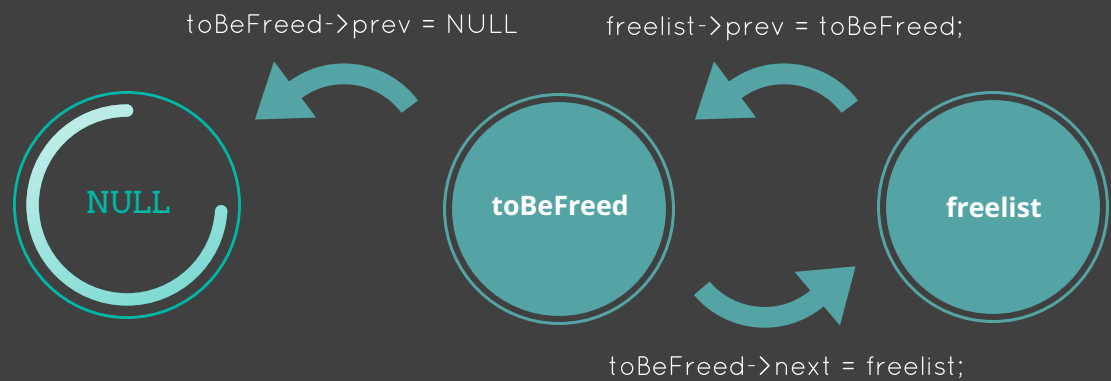 toBeFreed->prev = NULL
freelist->prev = toBeFreed;
NULL
toBeFreed
freelist
toBeFreed->next = freelist;